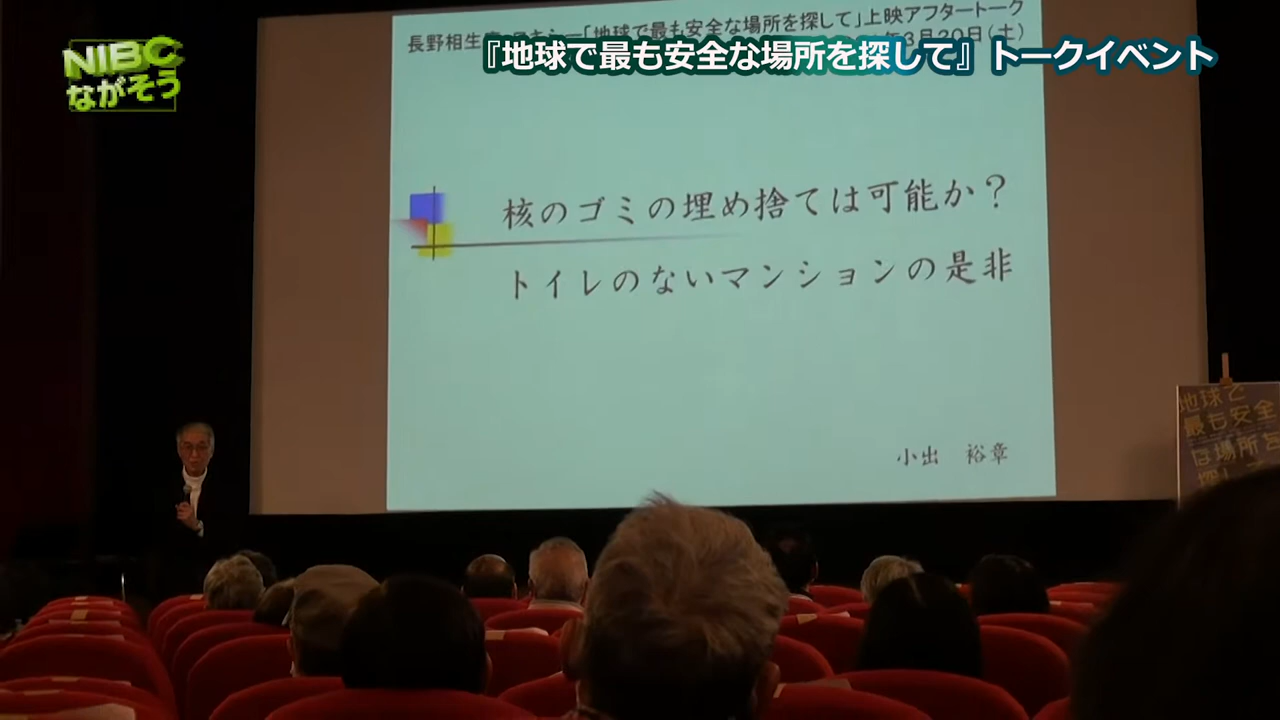 NIBC
ながそう
長野相生座・ロキシー「地球で最も安全な場所を探して」上映アフタートーク
年3月20日(土)
『地球で最も安全な場所を探して』トークイベント
核のゴミの埋め捨ては可能か？
トイレのないマンションの是非
小出 裕章
地球で
最も安全
な場所を
探して